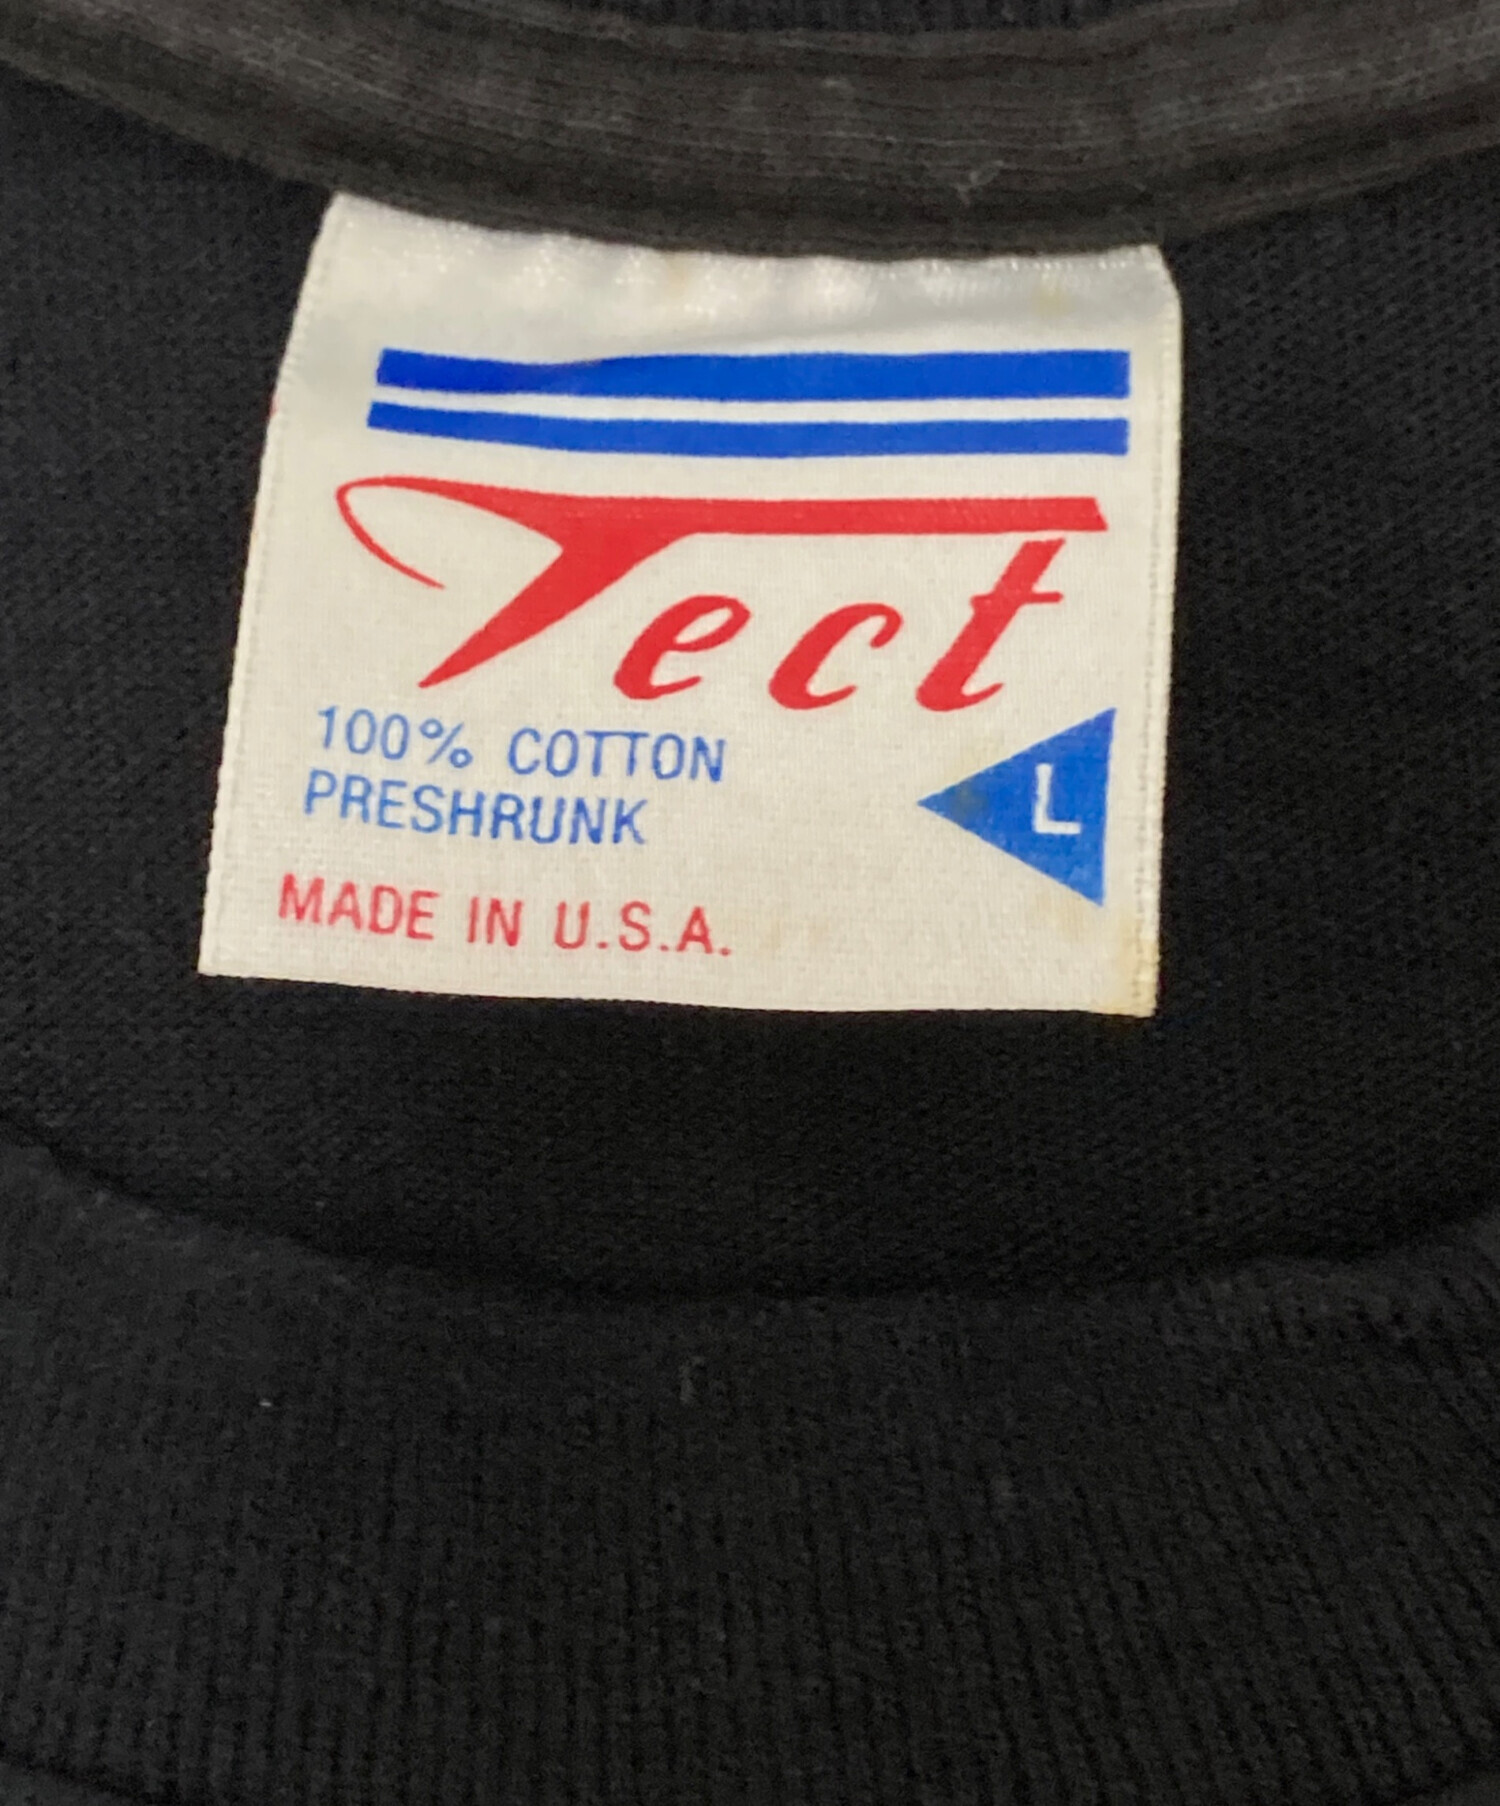 Tect
100% COTTON
PRESHRUNK
L
MADE IN U.S.A.